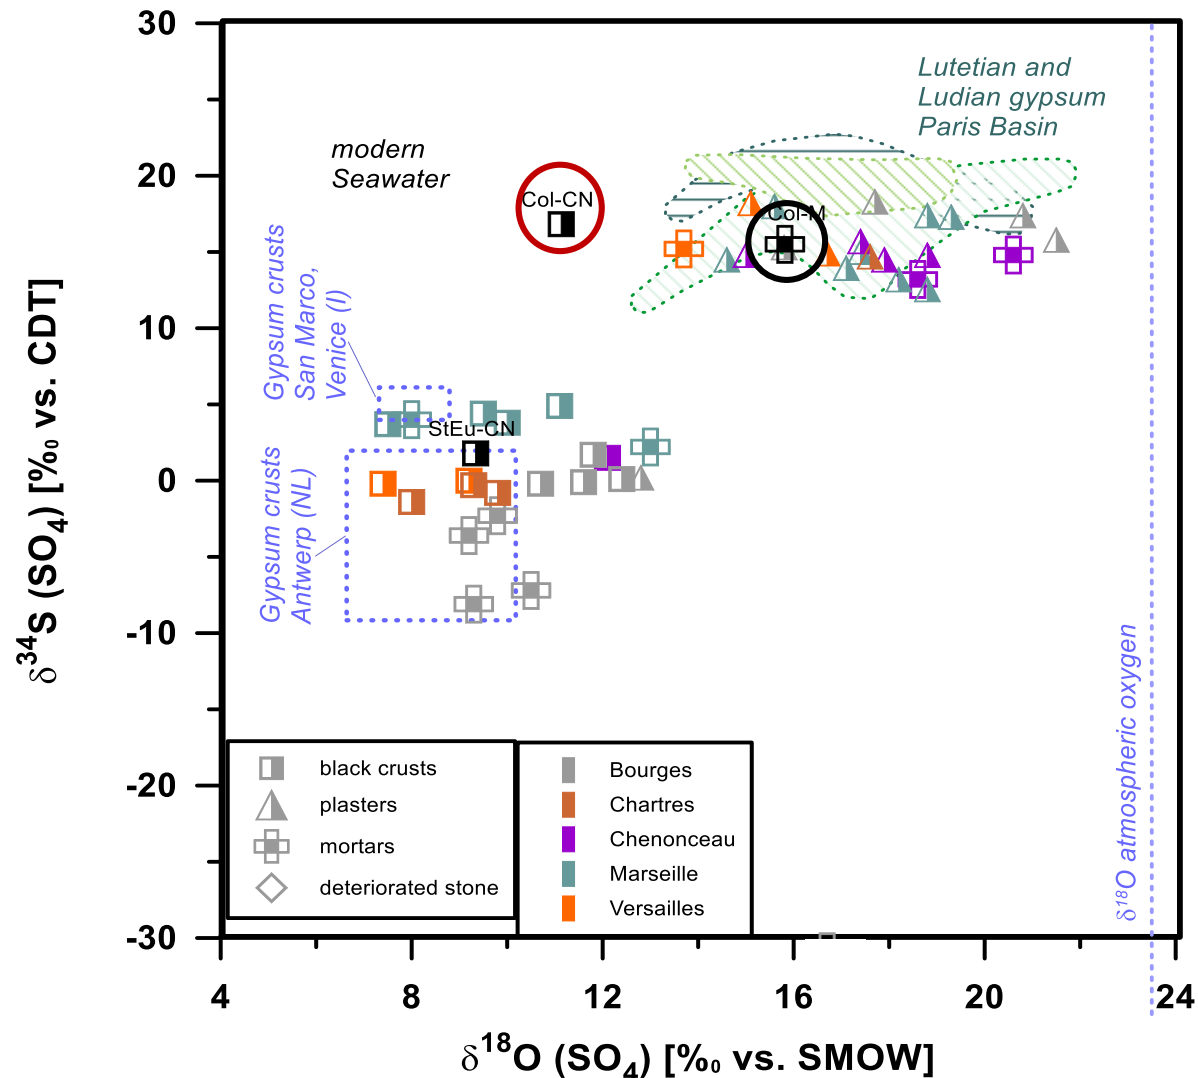 30
20
10
0
-10
-20
-30
δ34S (SO4) [‰ vs. CDT]
Lutetian and
Ludian gypsum
Paris Basin
modern
Seawater
Col-CN
Col-M
Gypsum crusts
San Marco,
Venice (I)
StEu-CN
Gypsum crusts
Antwerp (NL)
δ18O atmospheric oxygen
black crusts
plasters
mortars
deteriorated stone
Bourges
Chartres
Chenonceau
Marseille
Versailles
4 8 12 16 20 24
δ18O (SO4) [‰ vs. SMOW]